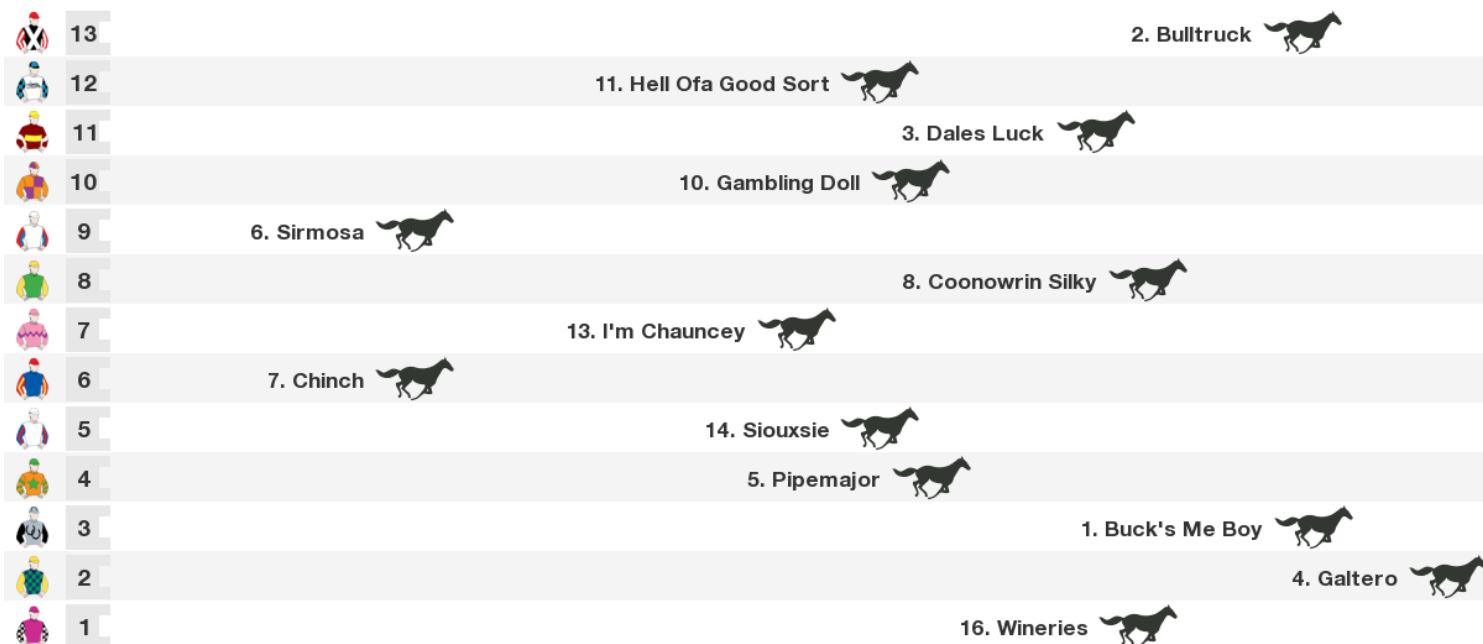 13 2. Bulltruck
12 11. Hell Ofa Good Sort
11 3. Dales Luck
10 10. Gambling Doll
9 6. Sirmosa
8 8. Coonowrin Silky
7 13. I'm Chauncey
6 7. Chinch
5 14. Siouxsie
4 5. Pipemajor
3 1. Buck's Me Boy
2 4. Galtero
1 16. Wineries